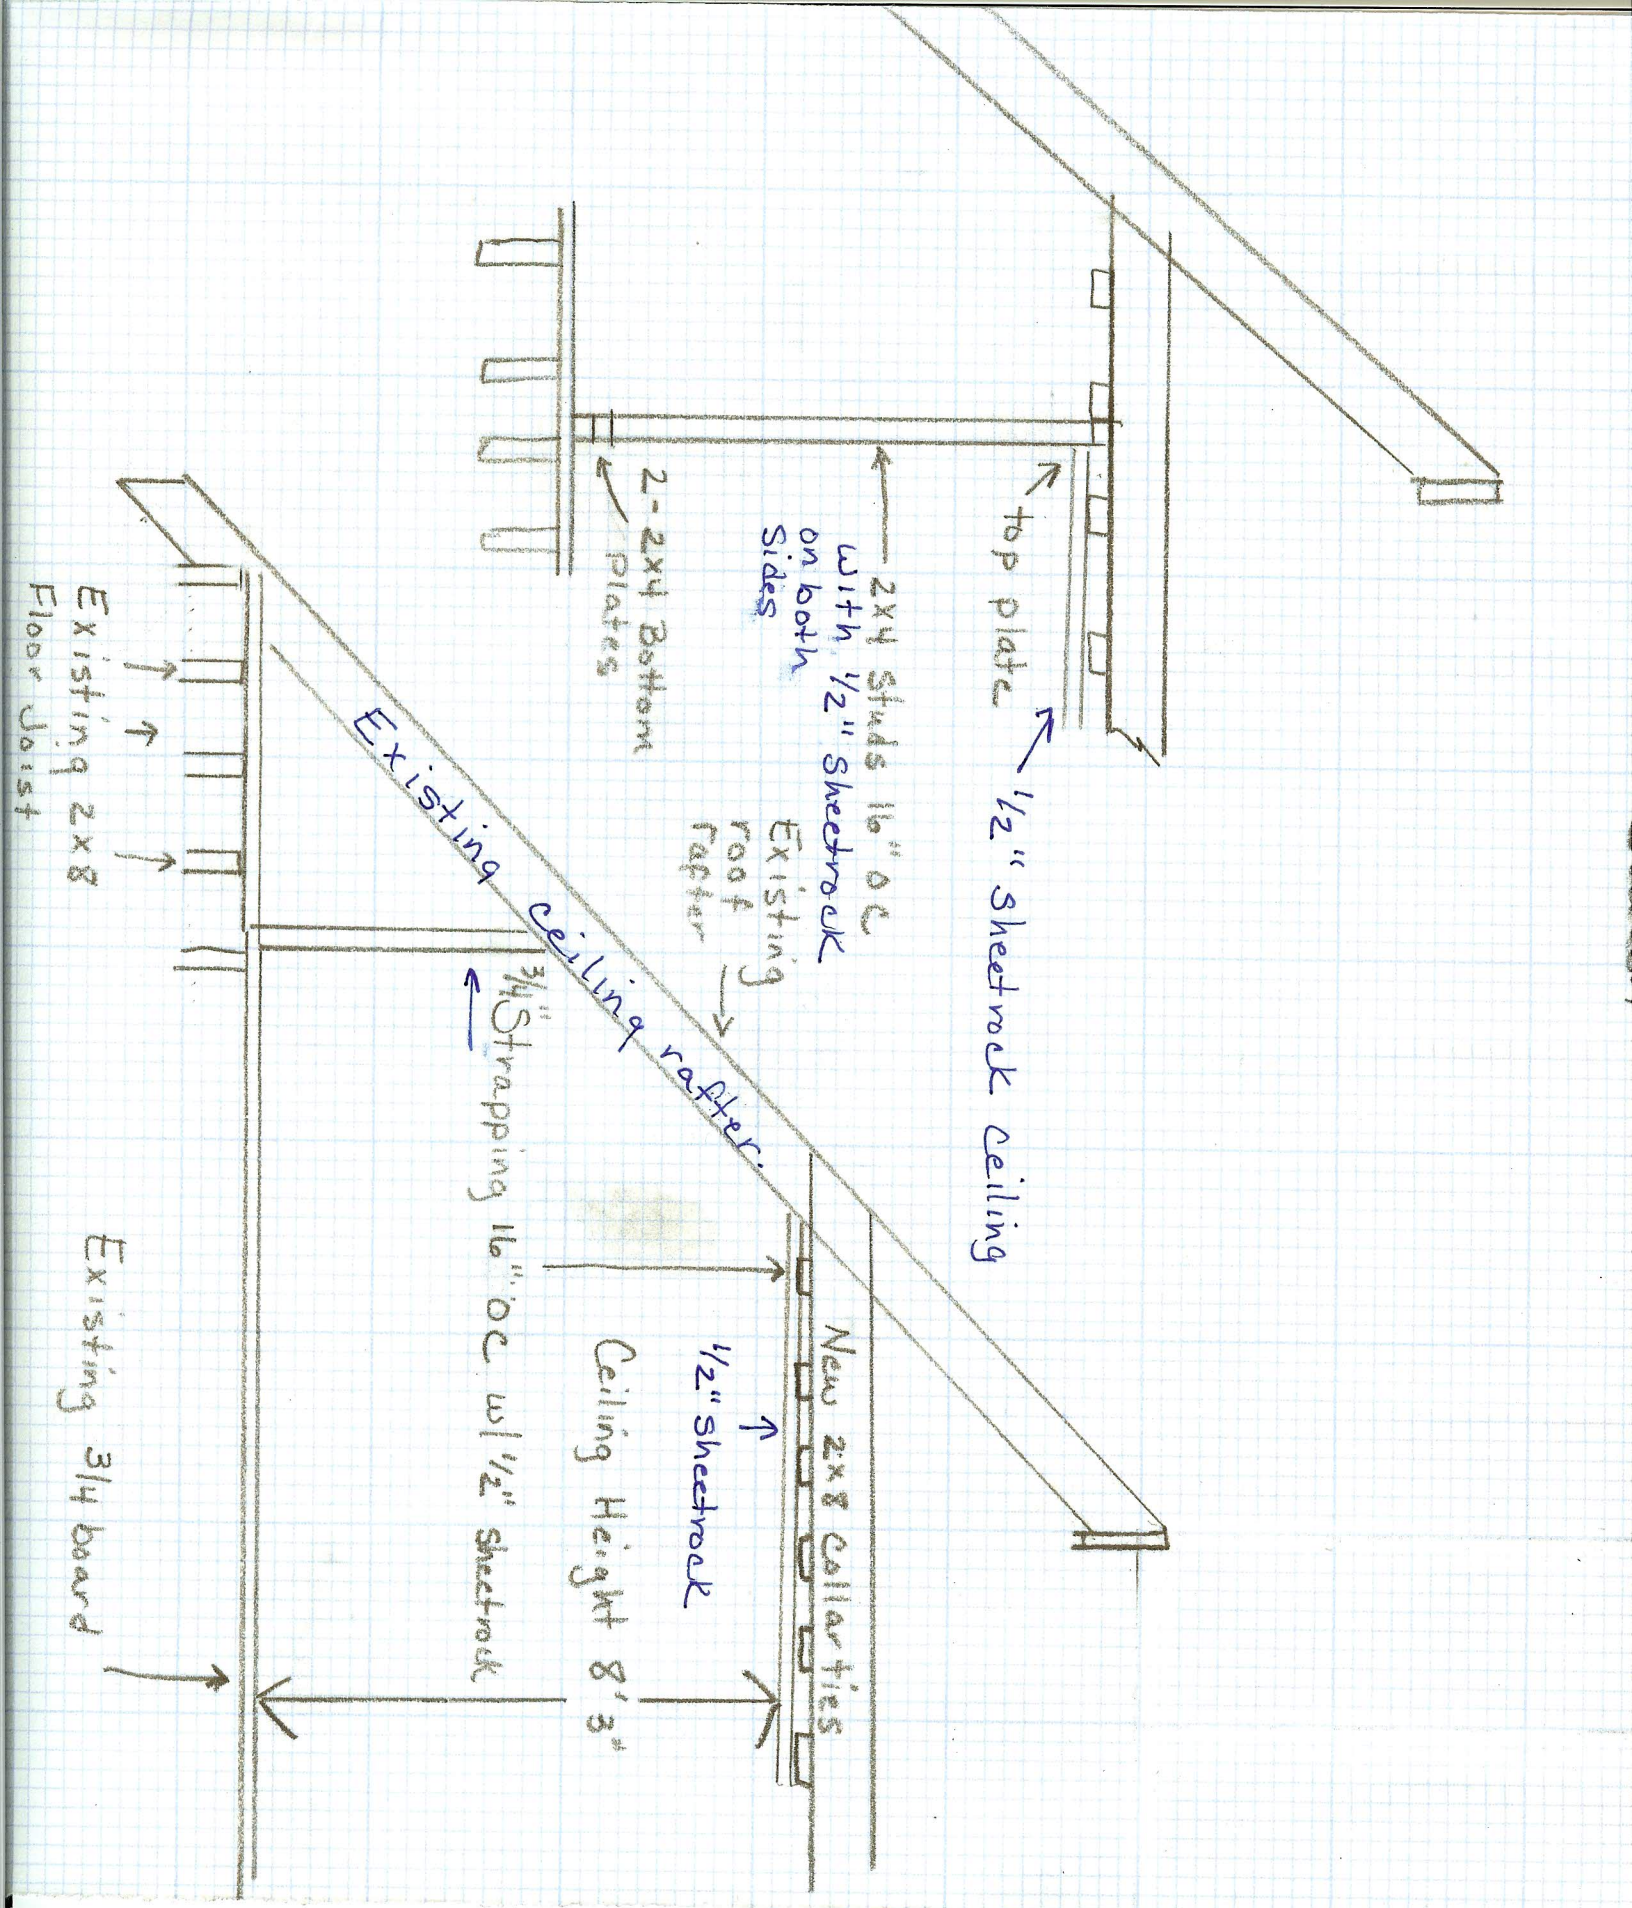 top plate
1/2" sheetrock ceiling
2x4 studs 16" OC
with 1/2" sheetrock
on both
sides
2-2x4 Bottom
plates
Existing
roof
rafter
Existing ceiling rafter.
New 2x8 Collar ties
1/2" sheetrock
Ceiling Height 8' 3"
3/4" Strapping 16" OC w/ 1/2" sheetrock
Existing 2x8
Floor Joist
Existing 3/4 board